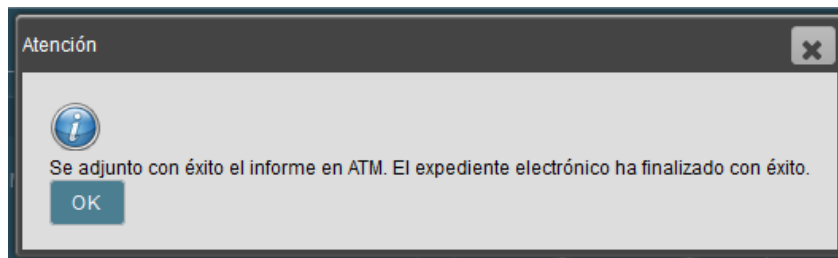 Atención
Se adjunto con éxito el informe en ATM. El expediente electrónico ha finalizado con éxito.
OK